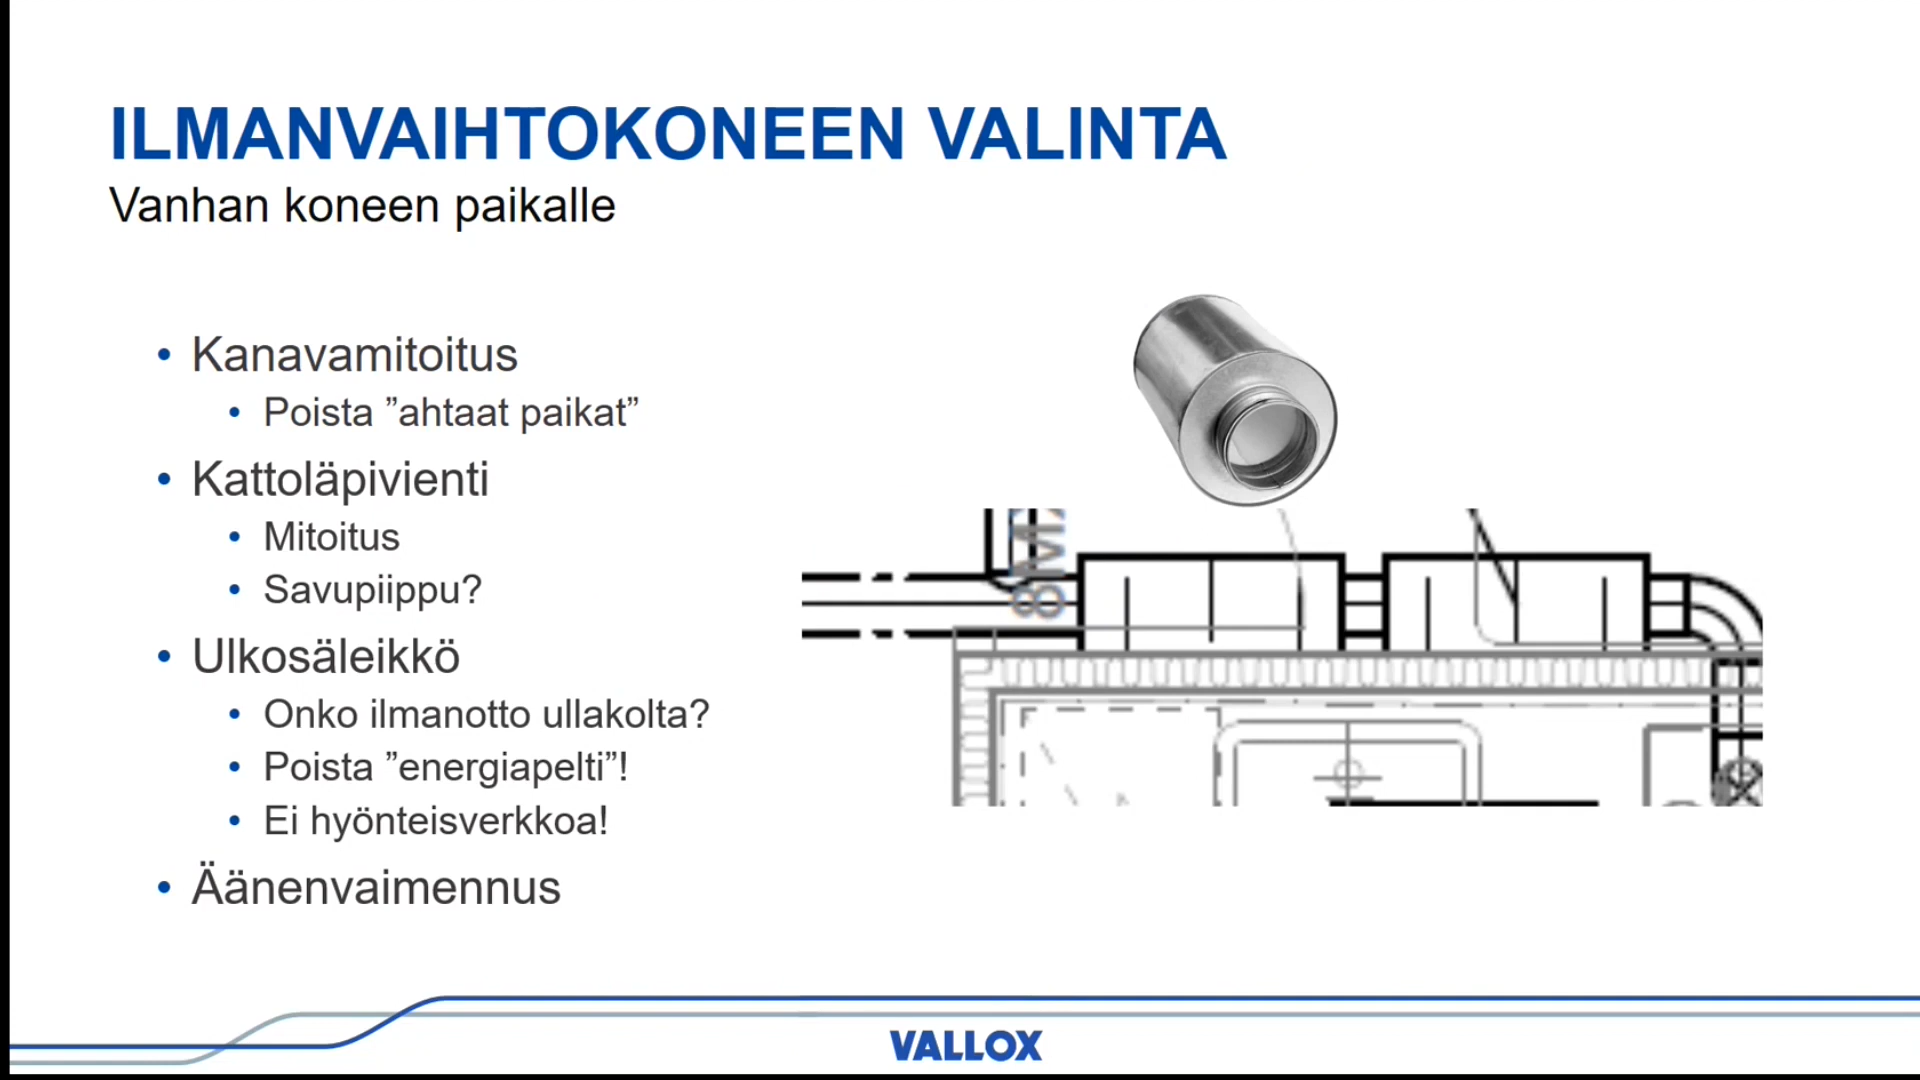 ILMANVAIHTOKONEEN VALINTA
Vanhan koneen paikalle
• Kanavamitoitus
• Poista ”ahtaat paikat”
• Kattoläpivienti
• Mitoitus
• Savupiippu?
• Ulkosäleikkö
• Onko ilmanotto ullakolta?
• Poista ”energiapelti”!
• Ei hyönteisverkkoa!
• Äänenvaimennus
VALLOX